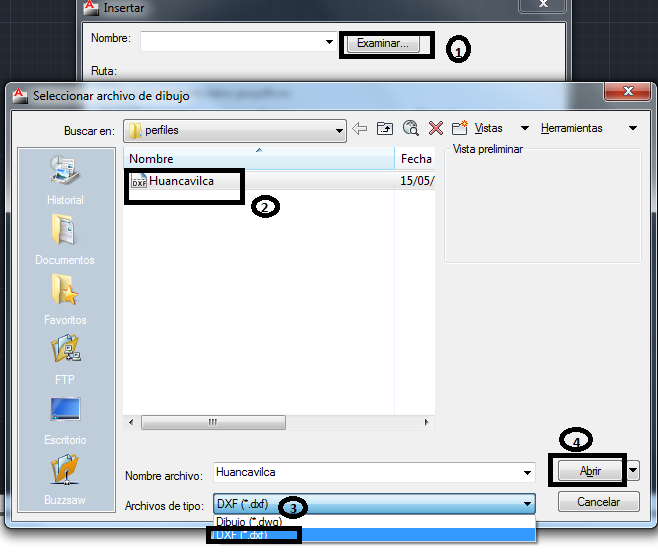 Insertar
Nombre:
Examinar...
1
Ruta:
Seleccionar archivo de dibujo
Buscar en:
perfiles
Vistas
Herramientas
Nombre
Fecha
Vista preliminar
DXF
Huancavilca
15/05/
2
Historial
Documentos
Favoritos
FTP
Escritorio
Buzzsaw
4
Nombre archivo:
Huancavilca
Abrir
Archivos de tipo:
DXF (*.dxf)
3
Cancelar
Dibujo (*.dwg)
DXF (*.dxf)